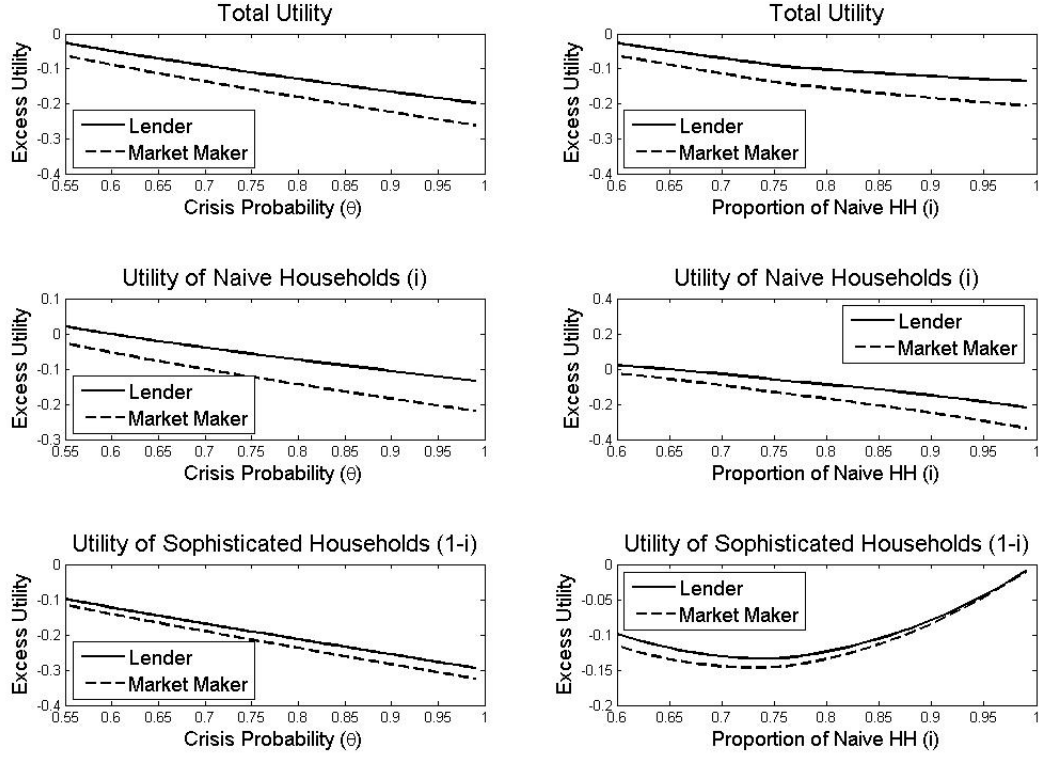 Total Utility
Excess Utility
0
-0.1
-0.2
-0.3
-0.4
Lender
Market Maker
0.55 0.6 0.65 0.7 0.75 0.8 0.85 0.9 0.95 1
Crisis Probability (θ)
Total Utility
Excess Utility
0
-0.1
-0.2
-0.3
-0.4
Lender
Market Maker
0.6 0.65 0.7 0.75 0.8 0.85 0.9 0.95 1
Proportion of Naive HH (i)
Utility of Naive Households (i)
Excess Utility
0.1
0
-0.1
-0.2
-0.3
Lender
Market Maker
0.55 0.6 0.65 0.7 0.75 0.8 0.85 0.9 0.95 1
Crisis Probability (θ)
Utility of Naive Households (i)
Excess Utility
0.4
0.2
0
-0.2
-0.4
Lender
Market Maker
0.6 0.65 0.7 0.75 0.8 0.85 0.9 0.95 1
Proportion of Naive HH (i)
Utility of Sophisticated Households (1-i)
Excess Utility
0
-0.1
-0.2
-0.3
-0.4
Lender
Market Maker
0.55 0.6 0.65 0.7 0.75 0.8 0.85 0.9 0.95 1
Crisis Probability (θ)
Utility of Sophisticated Households (1-i)
Excess Utility
0
-0.05
-0.1
-0.15
-0.2
Lender
Market Maker
0.6 0.65 0.7 0.75 0.8 0.85 0.9 0.95 1
Proportion of Naive HH (i)